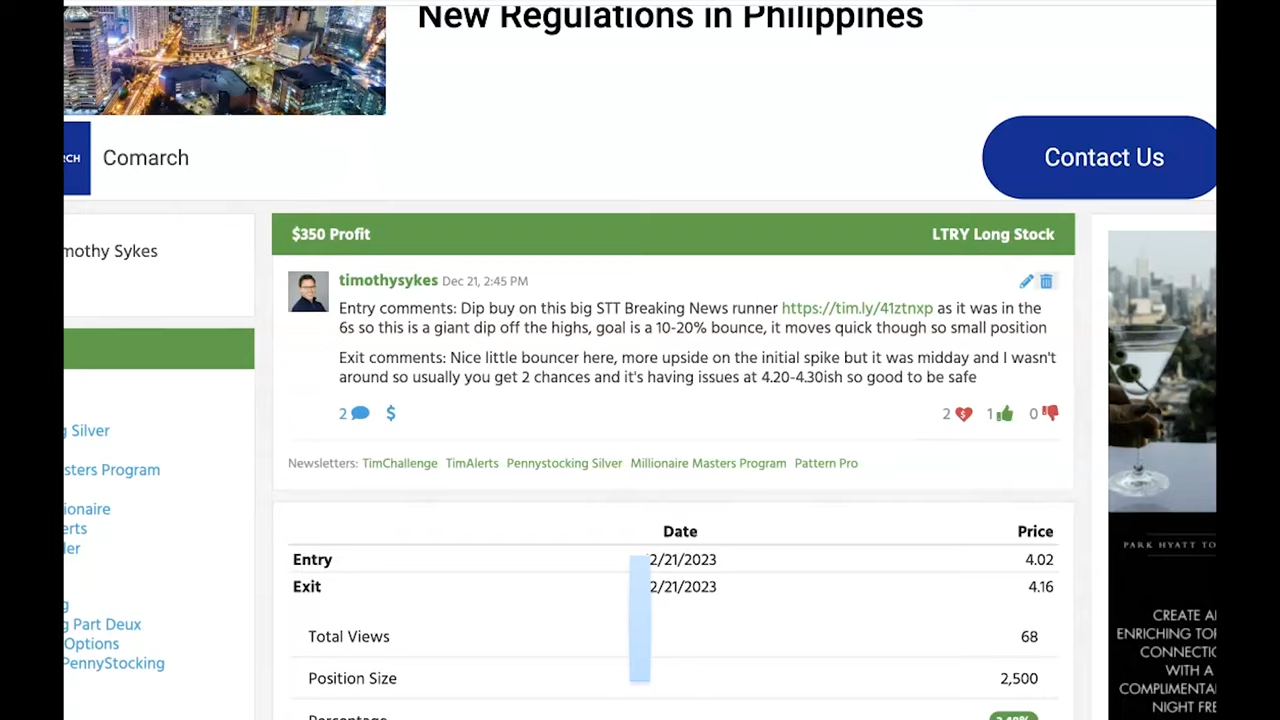 New Regulations in Philippines
RCH
Comarch
Contact Us
mothy Sykes
$350 Profit
LTRY Long Stock
timothysykes Dec 21, 2:45 PM
Entry comments: Dip buy on this big STT Breaking News runner https://tim.ly/41ztnxp as it was in the
6s so this is a giant dip off the highs, goal is a 10-20% bounce, it moves quick though so small position
Exit comments: Nice little bouncer here, more upside on the initial spike but it was midday and I wasn't
around so usually you get 2 chances and it's having issues at 4.20-4.30ish so good to be safe
2 $
2 1 0
Newsletters: TimChallenge TimAlerts Pennystocking Silver Millionaire Masters Program Pattern Pro
g Silver
sters Program
ionaire
erts
ler
g
g Part Deux
Options
PennyStocking
Date Price
Entry 2/21/2023 4.02
Exit 2/21/2023 4.16
Total Views 68
Position Size 2,500
Percentage
PARK HYATT TO
CREATE A
ENRICHING TO
CONNECTI
WITH A
COMPLIMENTA
NIGHT FRE